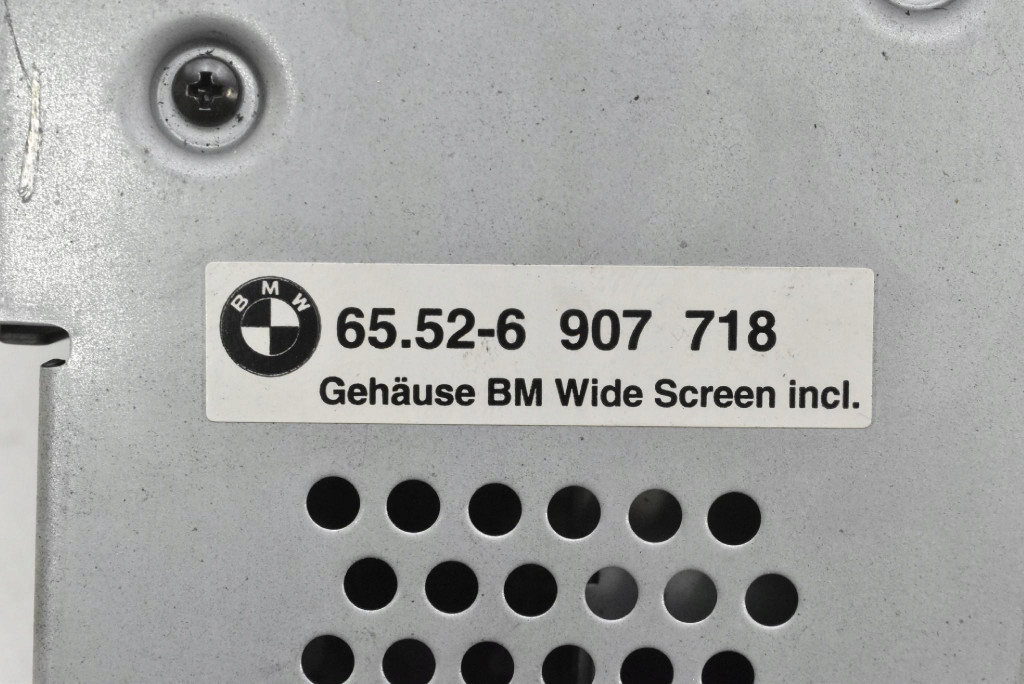 BMW
65.52-6 907 718
Gehäuse BM Wide Screen incl.